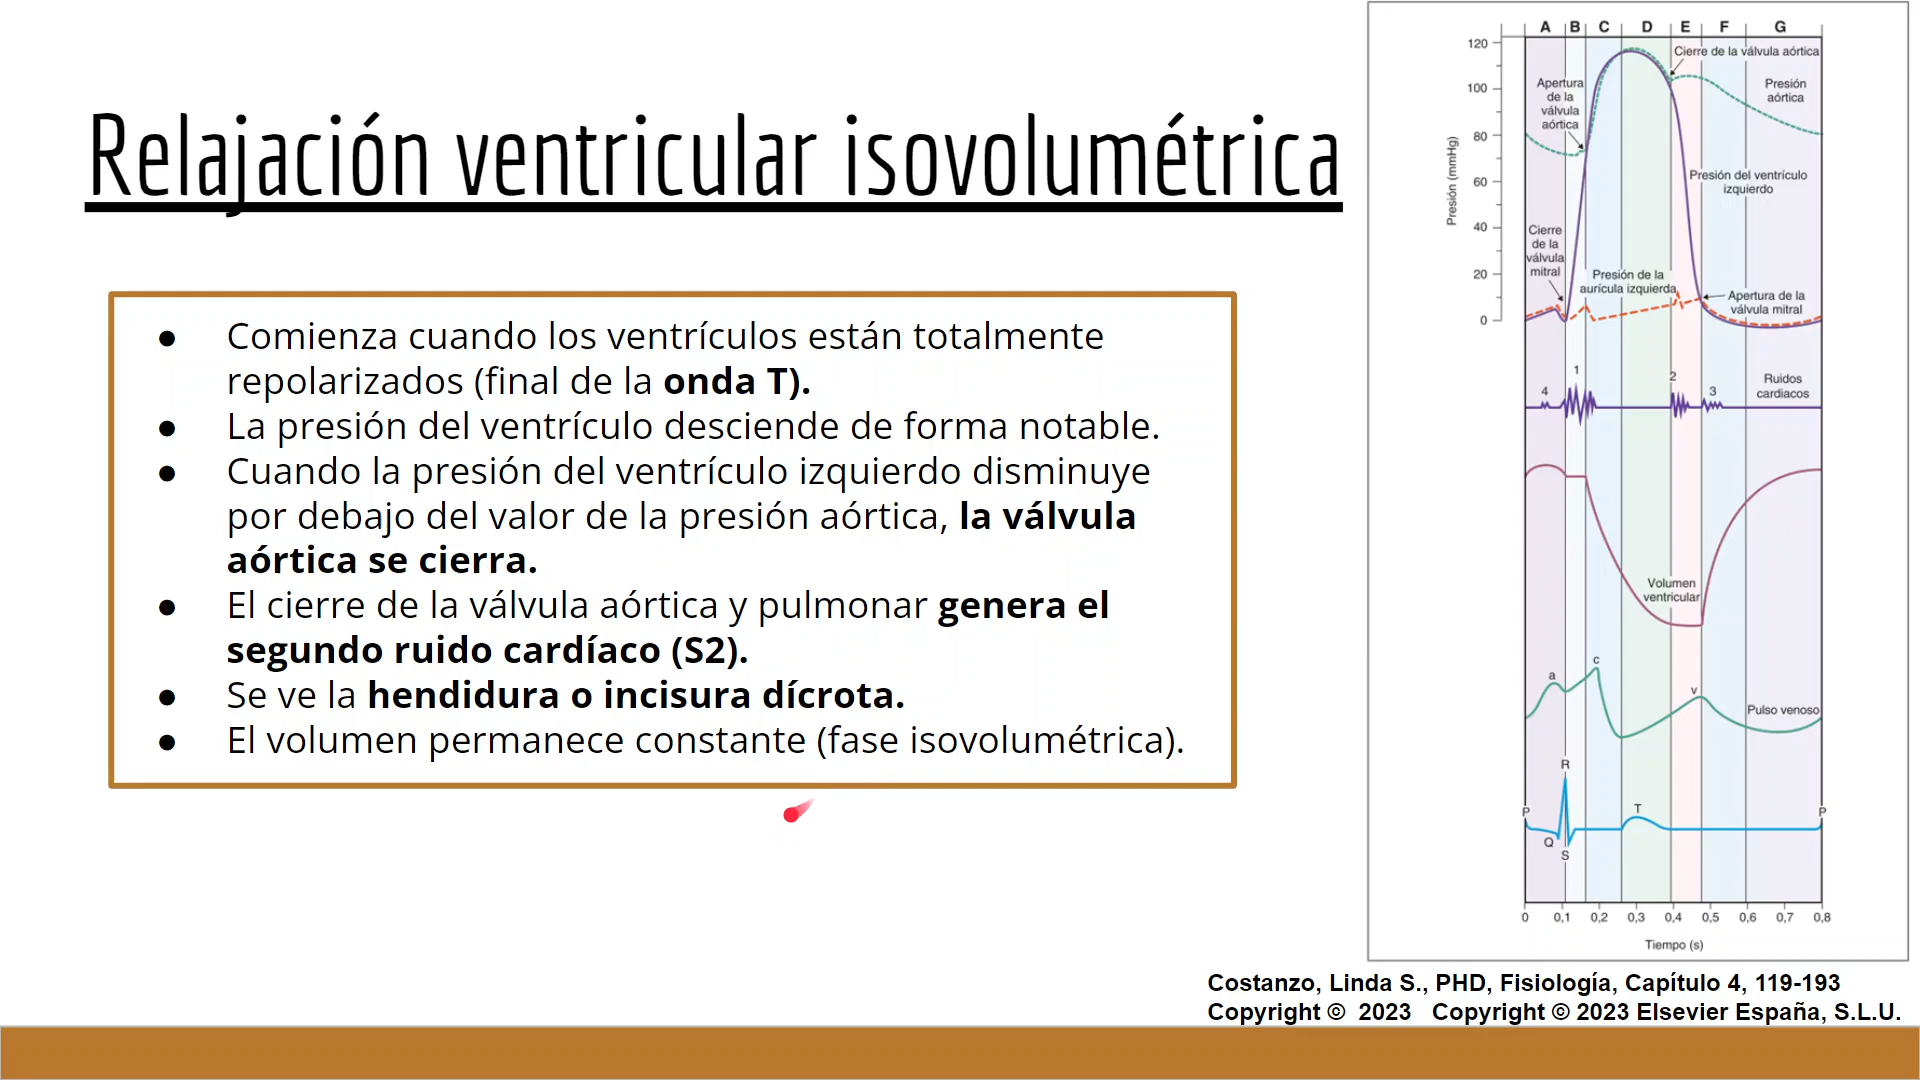 Relajación ventricular isovolumétrica
● Comienza cuando los ventrículos están totalmente
repolarizados (final de la onda T).
● La presión del ventrículo desciende de forma notable.
● Cuando la presión del ventrículo izquierdo disminuye
por debajo del valor de la presión aórtica, la válvula
aórtica se cierra.
● El cierre de la válvula aórtica y pulmonar genera el
segundo ruido cardíaco (S2).
● Se ve la hendidura o incisura dícrota.
● El volumen permanece constante (fase isovolumétrica).
A B C D E F G
120
100
80
60
40
20
0
Presión (mmHg)
Cierre de la válvula aórtica
Apertura
de la
válvula
aórtica
Presión
aórtica
Presión del ventrículo
izquierdo
Cierre
de la
válvula
mitral
Presión de la
aurícula izquierda
Apertura de la
válvula mitral
4 1 2 3
Ruidos
cardiacos
Volumen
ventricular
a c v
Pulso venoso
P Q R S T P
0 0,1 0,2 0,3 0,4 0,5 0,6 0,7 0,8
Tiempo (s)
Costanzo, Linda S., PHD, Fisiología, Capítulo 4, 119-193
Copyright © 2023 Copyright © 2023 Elsevier España, S.L.U.